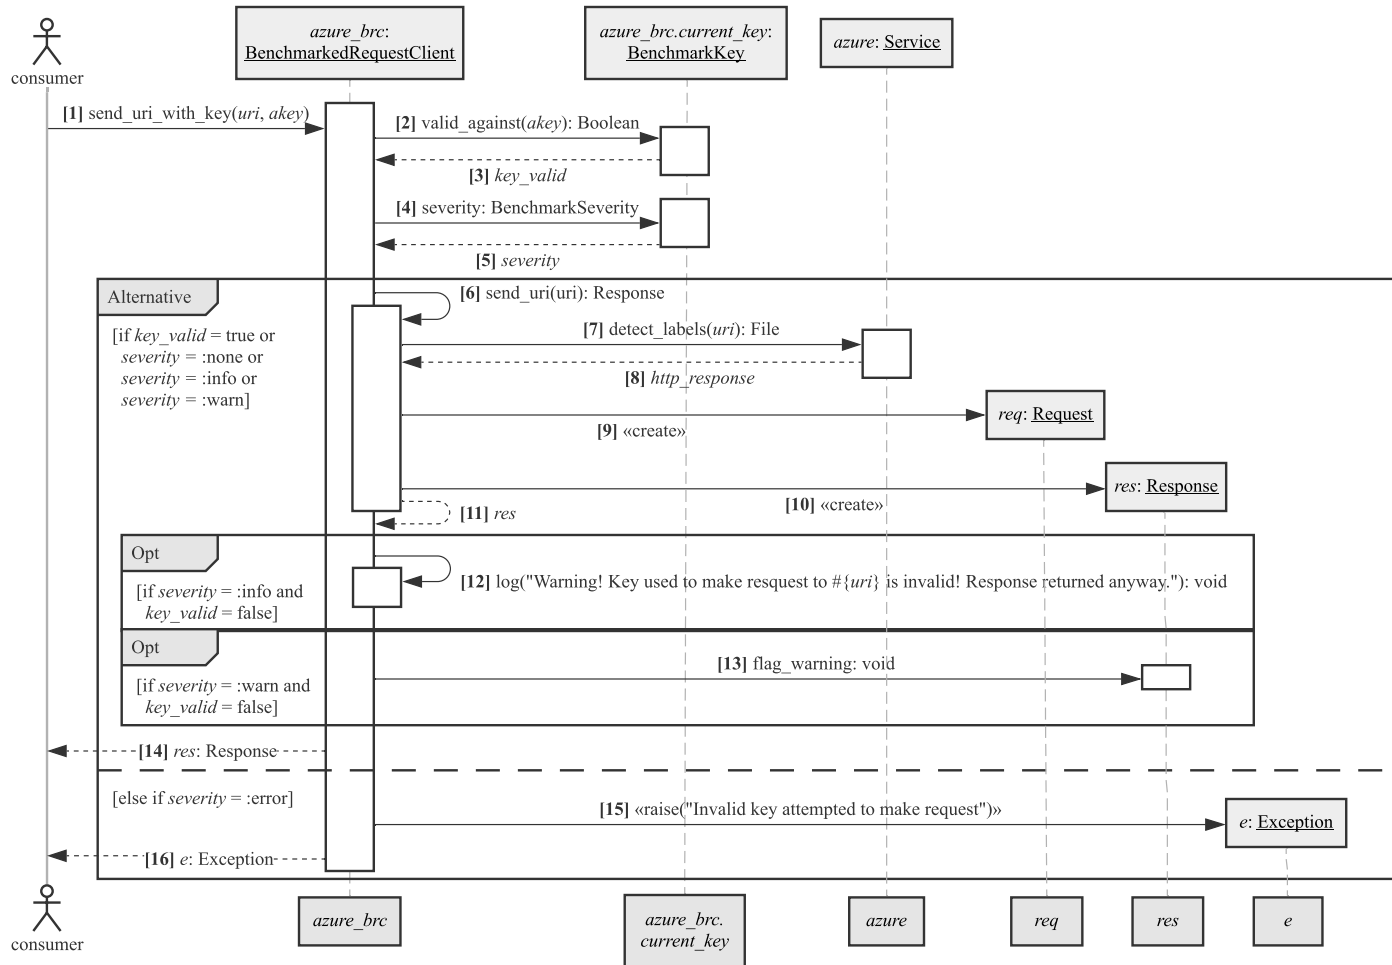 azure_brc:
BenchmarkedRequestClient
azure_brc.current_key:
BenchmarkKey
azure: Service
consumer
[1] send_uri_with_key(uri, akey)
[2] valid_against(akey): Boolean
[3] key_valid
[4] severity: BenchmarkSeverity
[5] severity
Alternative
[6] send_uri(uri): Response
[if key_valid = true or
severity = :none or
severity = :info or
severity = :warn]
[7] detect_labels(uri): File
[8] http_response
req: Request
[9] «create»
res: Response
[10] «create»
[11] res
Opt
[if severity = :info and
key_valid = false]
[12] log("Warning! Key used to make resquest to #{uri} is invalid! Response returned anyway."): void
Opt
[if severity = :warn and
key_valid = false]
[13] flag_warning: void
[14] res: Response
[else if severity = :error]
[15] «raise("Invalid key attempted to make request")»
e: Exception
[16] e: Exception
consumer
azure_brc
azure_brc.
current_key
azure
req
res
e